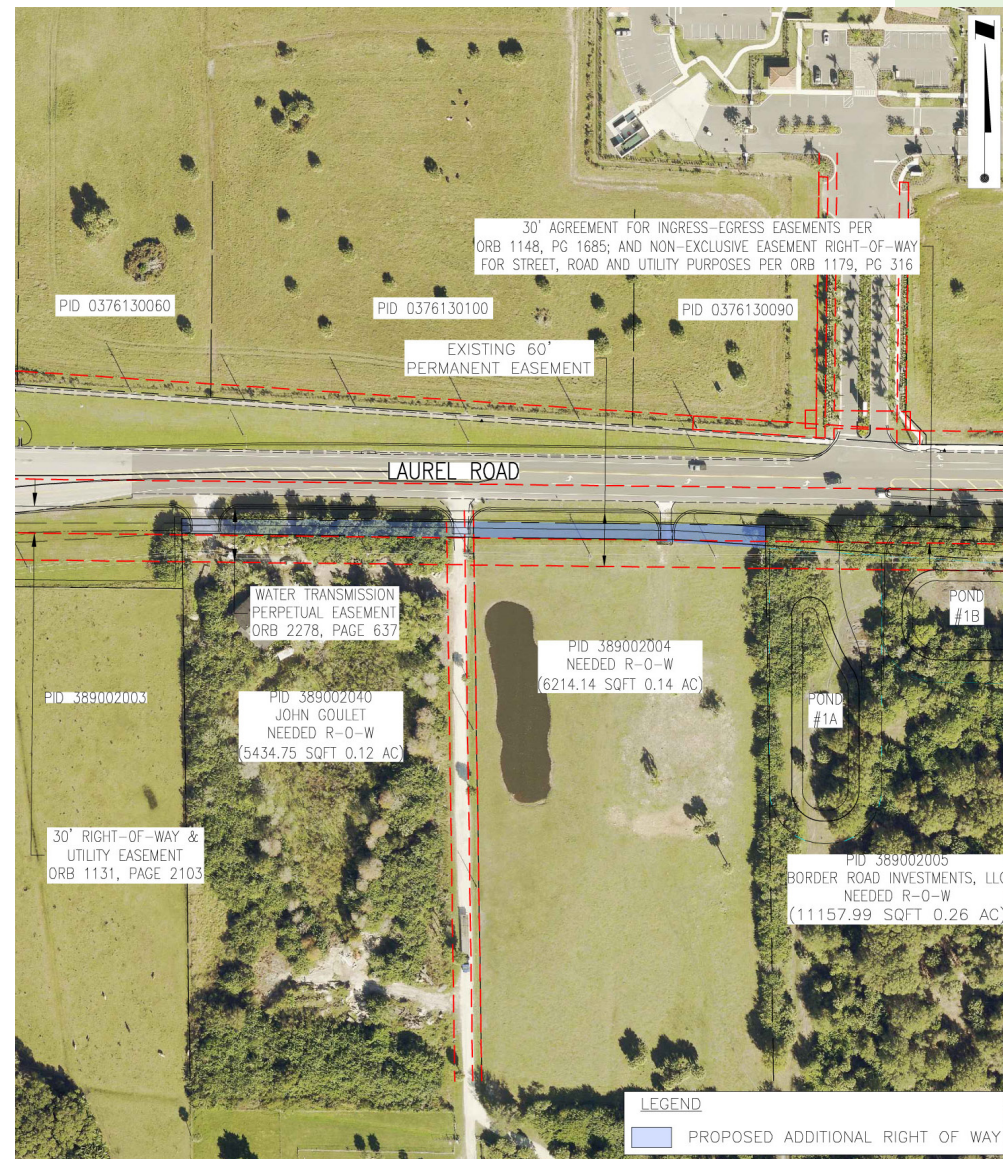 30' AGREEMENT FOR INGRESS-EGRESS EASEMENTS PER
ORB 1148, PG 1685; AND NON-EXCLUSIVE EASEMENT RIGHT-OF-WAY
FOR STREET, ROAD AND UTILITY PURPOSES PER ORB 1179, PG 316
PID 0376130060
PID 0376130100
PID 0376130090
EXISTING 60'
PERMANENT EASEMENT
LAUREL ROAD
WATER TRANSMISSION
PERPETUAL EASEMENT
ORB 2278, PAGE 637
POND
#1B
PID 389002004
NEEDED R-O-W
(6214.14 SQFT 0.14 AC)
PID 389002003
PID 389002040
JOHN GOULET
NEEDED R-O-W
(5434.75 SQFT 0.12 AC)
POND
#1A
30' RIGHT-OF-WAY &
UTILITY EASEMENT
ORB 1131, PAGE 2103
PID 389002005
BORDER ROAD INVESTMENTS, LLC
NEEDED R-O-W
(11157.99 SQFT 0.26 AC)
LEGEND
PROPOSED ADDITIONAL RIGHT OF WAY